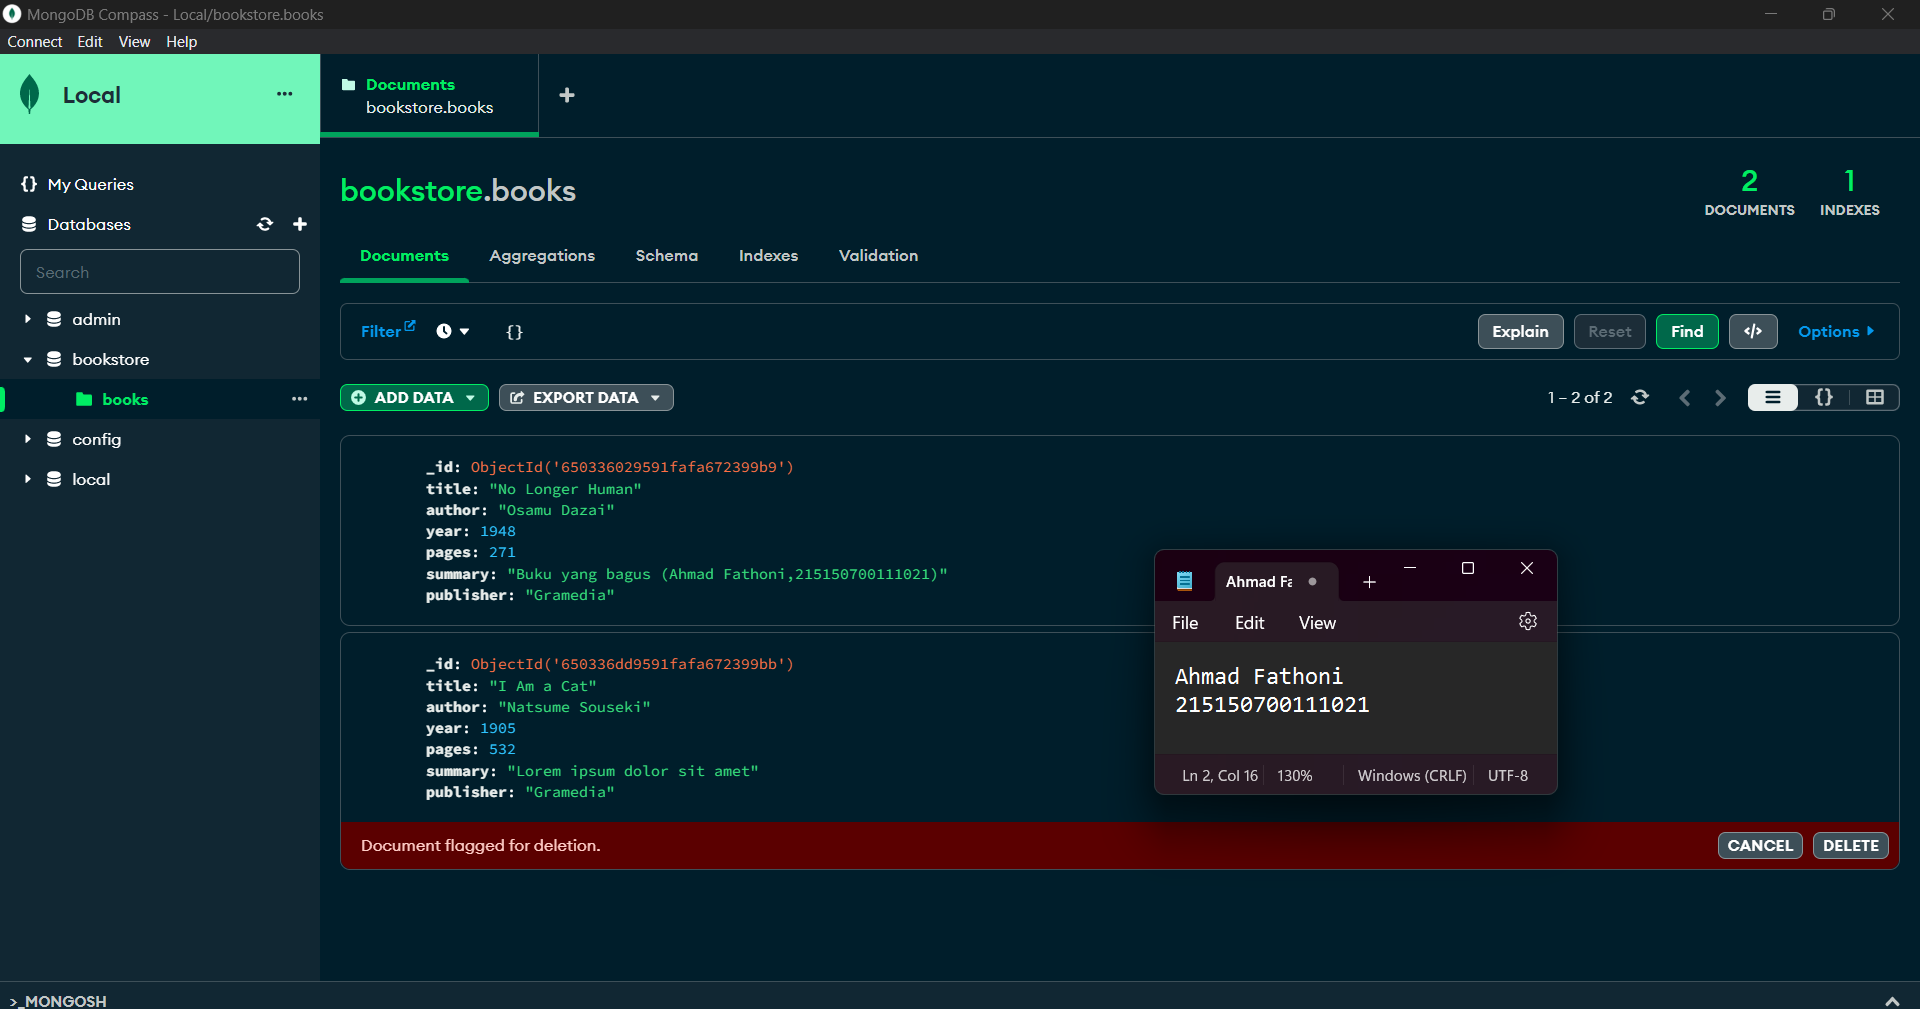 MongoDB Compass - Local/bookstore.books
Connect Edit View Help
Local
Documents
bookstore.books
My Queries
Databases
Search
admin
bookstore
books
config
local
bookstore.books
2
DOCUMENTS
1
INDEXES
Documents Aggregations Schema Indexes Validation
Filter {} Explain Reset Find </> Options
ADD DATA EXPORT DATA 1 – 2 of 2 {}
_id: ObjectId('650336029591fafa672399b9')
title: "No Longer Human"
author: "Osamu Dazai"
year: 1948
pages: 271
summary: "Buku yang bagus (Ahmad Fathoni,215150700111021)"
publisher: "Gramedia"
_id: ObjectId('650336dd9591fafa672399bb')
title: "I Am a Cat"
author: "Natsume Souseki"
year: 1905
pages: 532
summary: "Lorem ipsum dolor sit amet"
publisher: "Gramedia"
Document flagged for deletion. CANCEL DELETE
Ahmad Fa
File Edit View
Ahmad Fathoni
215150700111021
Ln 2, Col 16 130% Windows (CRLF) UTF-8
>_MONGOSH